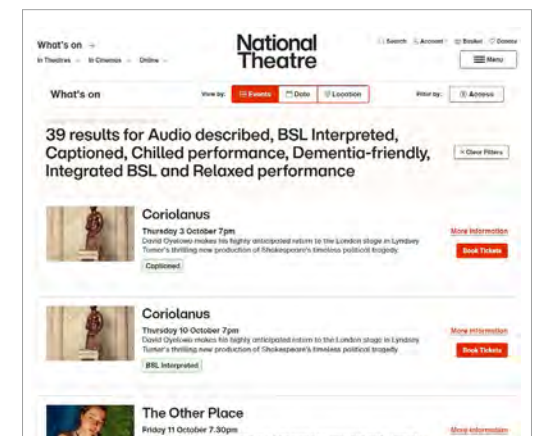 What's on
National
Theatre
Search Account Basket Donate
In Theatres In Cinemas Online
Menu
What's on
View by: Events Date Location
Filter by: Access
39 results for Audio described, BSL Interpreted,
Captioned, Chilled performance, Dementia-friendly,
Integrated BSL and Relaxed performance
× Clear Filters
Coriolanus
Thursday 3 October 7pm
David Oyelowo makes his highly anticipated return to the London stage in Lyndsey
Turner's thrilling new production of Shakespeare's timeless political tragedy.
Captioned
More information
Book Tickets
Coriolanus
Thursday 10 October 7pm
David Oyelowo makes his highly anticipated return to the London stage in Lyndsey
Turner's thrilling new production of Shakespeare's timeless political tragedy.
BSL Interpreted
More information
Book Tickets
The Other Place
Friday 11 October 7.30pm
More information